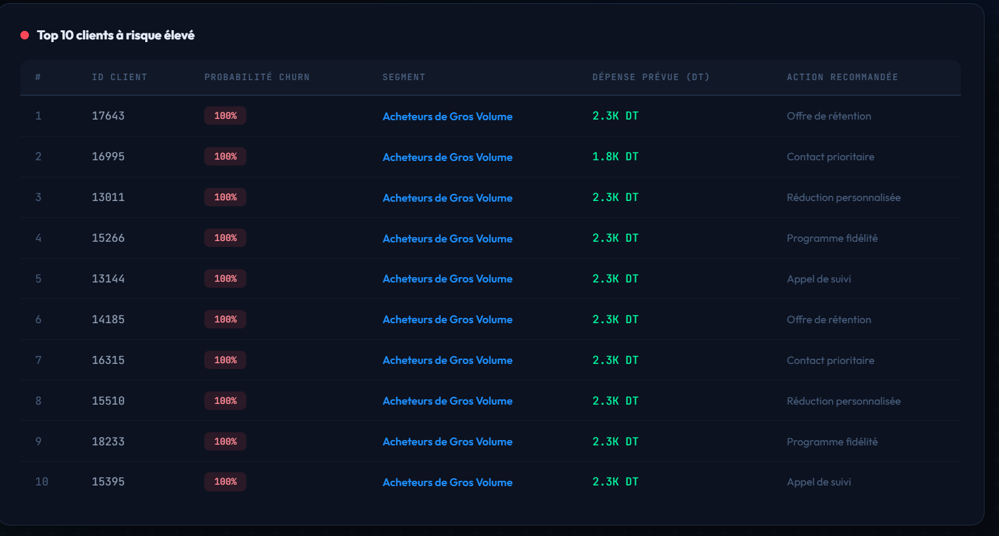 Top 10 clients à risque élevé
# ID CLIENT PROBABILITÉ CHURN SEGMENT DÉPENSE PRÉVUE (DT) ACTION RECOMMANDÉE
1 17643 100% Acheteurs de Gros Volume 2.3K DT Offre de rétention
2 16995 100% Acheteurs de Gros Volume 1.8K DT Contact prioritaire
3 13011 100% Acheteurs de Gros Volume 2.3K DT Réduction personnalisée
4 15266 100% Acheteurs de Gros Volume 2.3K DT Programme fidélité
5 13144 100% Acheteurs de Gros Volume 2.3K DT Appel de suivi
6 14185 100% Acheteurs de Gros Volume 2.3K DT Offre de rétention
7 16315 100% Acheteurs de Gros Volume 2.3K DT Contact prioritaire
8 15510 100% Acheteurs de Gros Volume 2.3K DT Réduction personnalisée
9 18233 100% Acheteurs de Gros Volume 2.3K DT Programme fidélité
10 15395 100% Acheteurs de Gros Volume 2.3K DT Appel de suivi